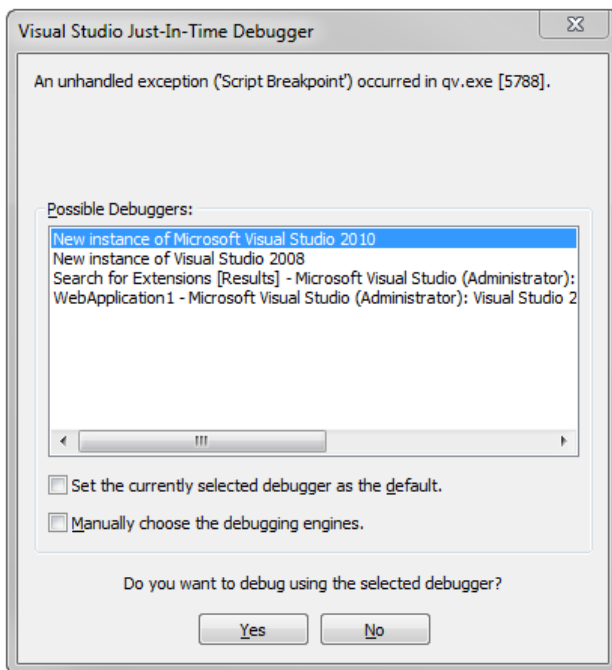 Visual Studio Just-In-Time Debugger
An unhandled exception ('Script Breakpoint') occurred in qv.exe [5788].
Possible Debuggers:
New instance of Microsoft Visual Studio 2010
New instance of Visual Studio 2008
Search for Extensions [Results] - Microsoft Visual Studio (Administrator):
WebApplication1 - Microsoft Visual Studio (Administrator): Visual Studio 2
Set the currently selected debugger as the default.
Manually choose the debugging engines.
Do you want to debug using the selected debugger?
Yes No